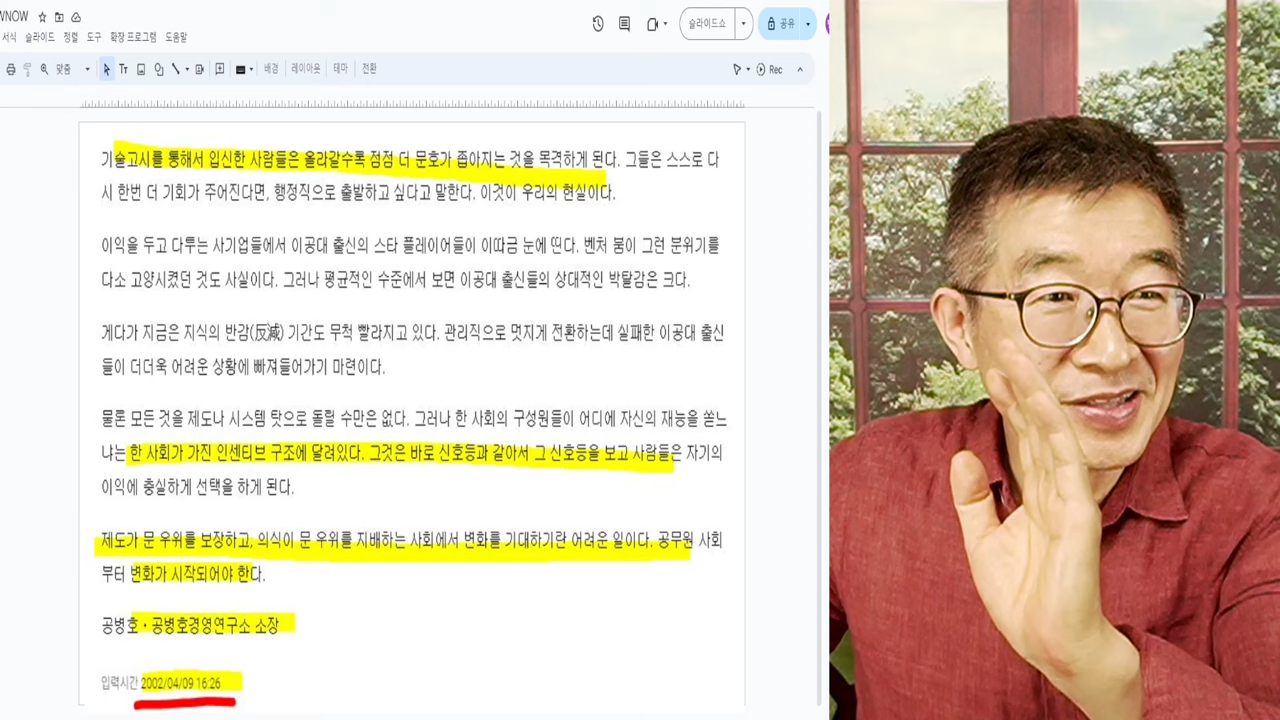 WNOW
서식 슬라이드 정렬 도구 확장 프로그램 도움말
슬라이드쇼
공유
맞춤
배경 레이아웃 테마 전환
Rec
기술고시를 통해서 입신한 사람들은 올라갈수록 점점 더 문호가 좁아지는 것을 목격하게 된다. 그들은 스스로 다
시 한번 더 기회가 주어진다면, 행정직으로 출발하고 싶다고 말한다. 이것이 우리의 현실이다.
이익을 두고 다투는 사기업들에서 이공대 출신의 스타 플레이어들이 이따금 눈에 띈다. 벤처 붐이 그런 분위기를
다소 고양시켰던 것도 사실이다. 그러나 평균적인 수준에서 보면 이공대 출신들의 상대적인 박탈감은 크다.
게다가 지금은 지식의 반감(反減) 기간도 무척 빨라지고 있다. 관리직으로 멋지게 전환하는데 실패한 이공대 출신
들이 더더욱 어려운 상황에 빠져들어가기 마련이다.
물론 모든 것을 제도나 시스템 탓으로 돌릴 수만은 없다. 그러나 한 사회의 구성원들이 어디에 자신의 재능을 쏟느
냐는 한 사회가 가진 인센티브 구조에 달려있다. 그것은 바로 신호등과 같아서 그 신호등을 보고 사람들은 자기의
이익에 충실하게 선택을 하게 된다.
제도가 문 우위를 보장하고, 의식이 문 우위를 지배하는 사회에서 변화를 기대하기란 어려운 일이다. 공무원 사회
부터 변화가 시작되어야 한다.
공병호·공병호경영연구소 소장
입력시간 2002/04/09 16:26